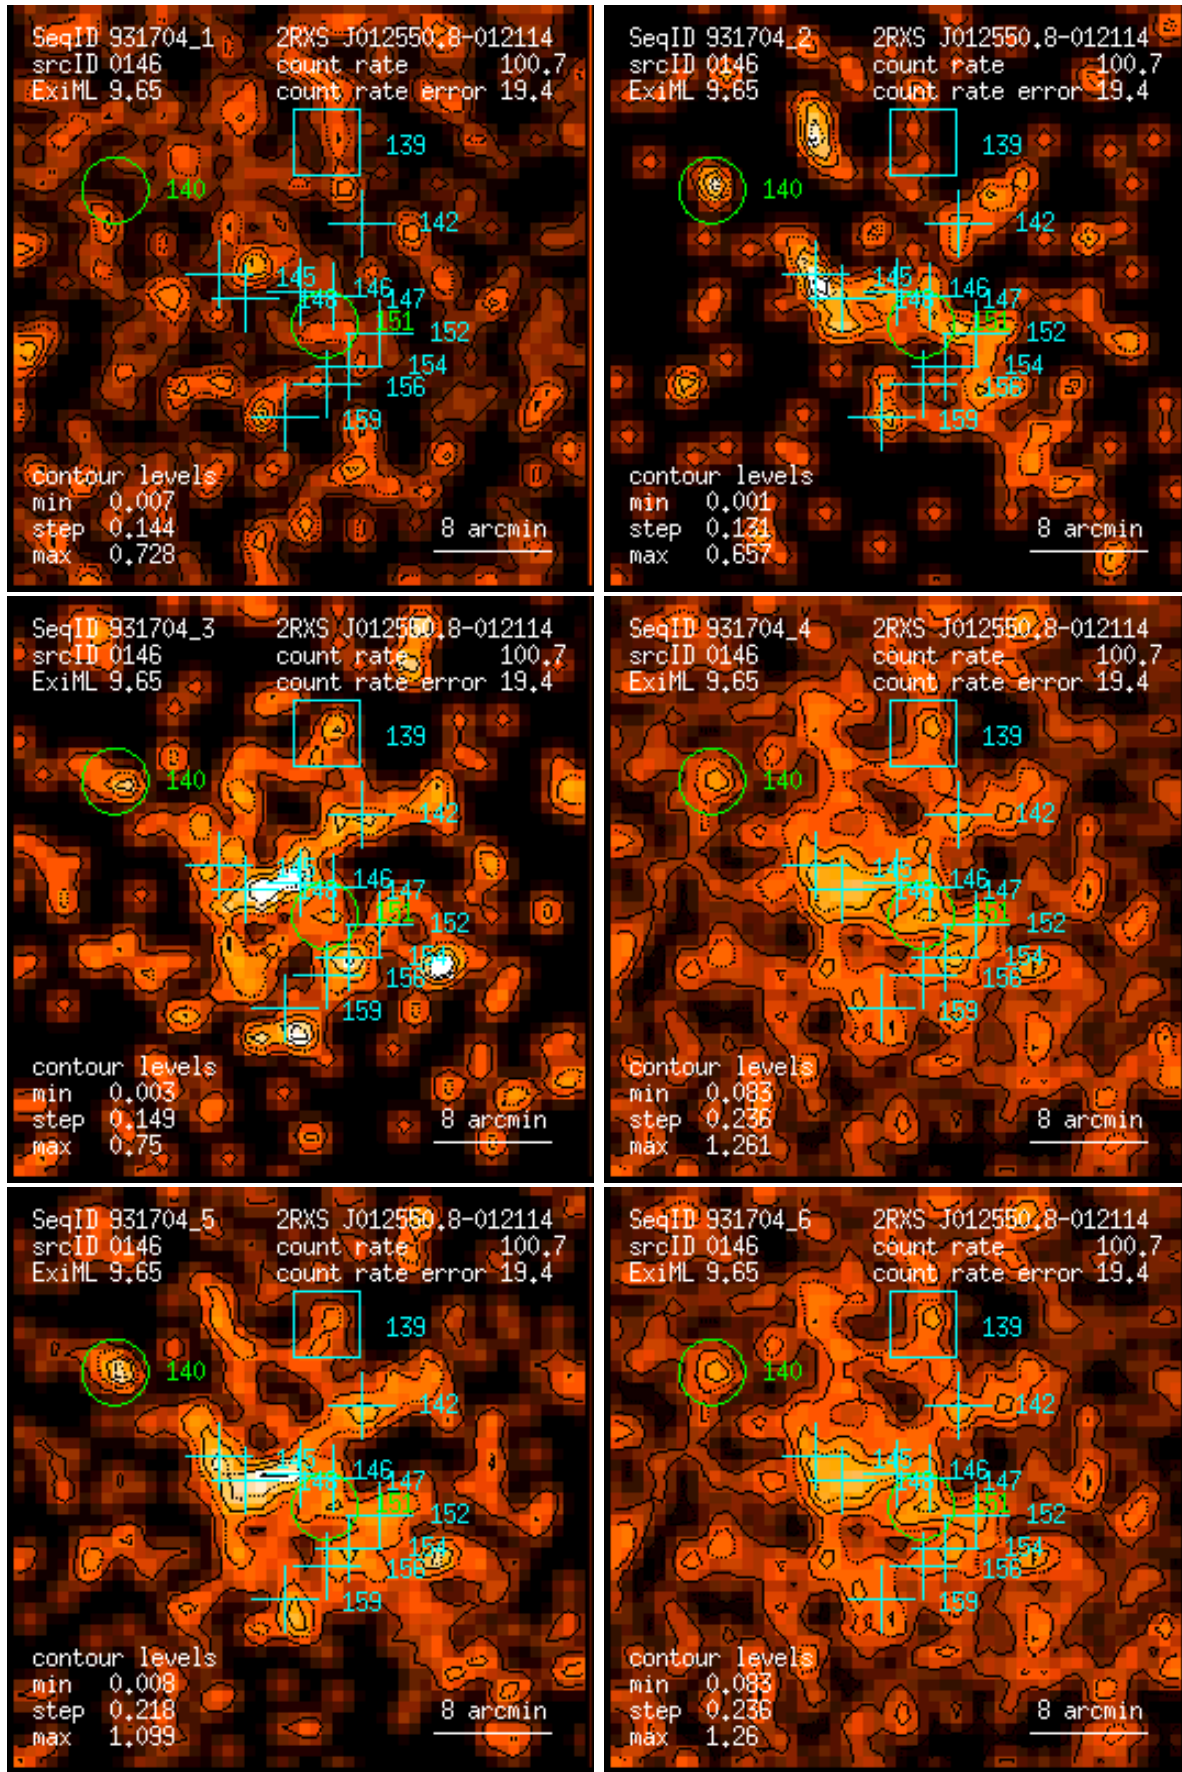 SeqID 931704_1 2RXS J012550.8-012114
srcID 0146 count rate 100.7
ExiML 9.65 count rate error 19.4
139
140
142
145
148 146 147
151 152
154
156
159
contour levels
min 0.007
step 0.144 8 arcmin
max 0.728
SeqID 931704_2 2RXS J012550.8-012114
srcID 0146 count rate 100.7
ExiML 9.65 count rate error 19.4
139
140
142
145
148 146 147
151 152
154
156
159
contour levels
min 0.001
step 0.131 8 arcmin
max 0.657
SeqID 931704_3 2RXS J012550.8-012114
srcID 0146 count rate 100.7
ExiML 9.65 count rate error 19.4
139
140
142
145
148 146 147
151 152
154
156
159
contour levels
min 0.003
step 0.149 8 arcmin
max 0.75
SeqID 931704_4 2RXS J012550.8-012114
srcID 0146 count rate 100.7
ExiML 9.65 count rate error 19.4
139
140
142
145
148 146 147
151 152
154
156
159
contour levels
min 0.083
step 0.236 8 arcmin
max 1.261
SeqID 931704_5 2RXS J012550.8-012114
srcID 0146 count rate 100.7
ExiML 9.65 count rate error 19.4
139
140
142
145
148 146 147
151 152
154
156
159
contour levels
min 0.008
step 0.218 8 arcmin
max 1.099
SeqID 931704_6 2RXS J012550.8-012114
srcID 0146 count rate 100.7
ExiML 9.65 count rate error 19.4
139
140
142
145
148 146 147
151 152
154
156
159
contour levels
min 0.083
step 0.236 8 arcmin
max 1.26